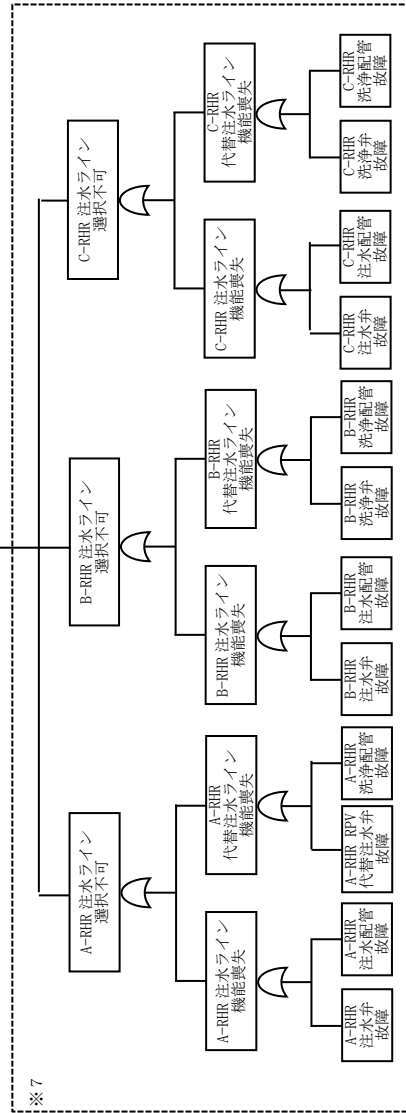 ※7
A-RHR 注水ライン
選択不可
B-RHR 注水ライン
選択不可
C-RHR 注水ライン
選択不可
A-RHR 注水ライン
機能喪失
A-RHR
代替注水ライン
機能喪失
B-RHR 注水ライン
機能喪失
B-RHR
代替注水ライン
機能喪失
C-RHR 注水ライン
機能喪失
C-RHR
代替注水ライン
機能喪失
A-RHR
注水弁
故障
A-RHR
注水配管
故障
A-RHR RPV
代替注水弁
故障
A-RHR
洗浄配管
故障
B-RHR
注水弁
故障
B-RHR
注水配管
故障
B-RHR
洗浄弁
故障
B-RHR
洗浄配管
故障
C-RHR
注水弁
故障
C-RHR
注水配管
故障
C-RHR
洗浄弁
故障
C-RHR
洗浄配管
故障